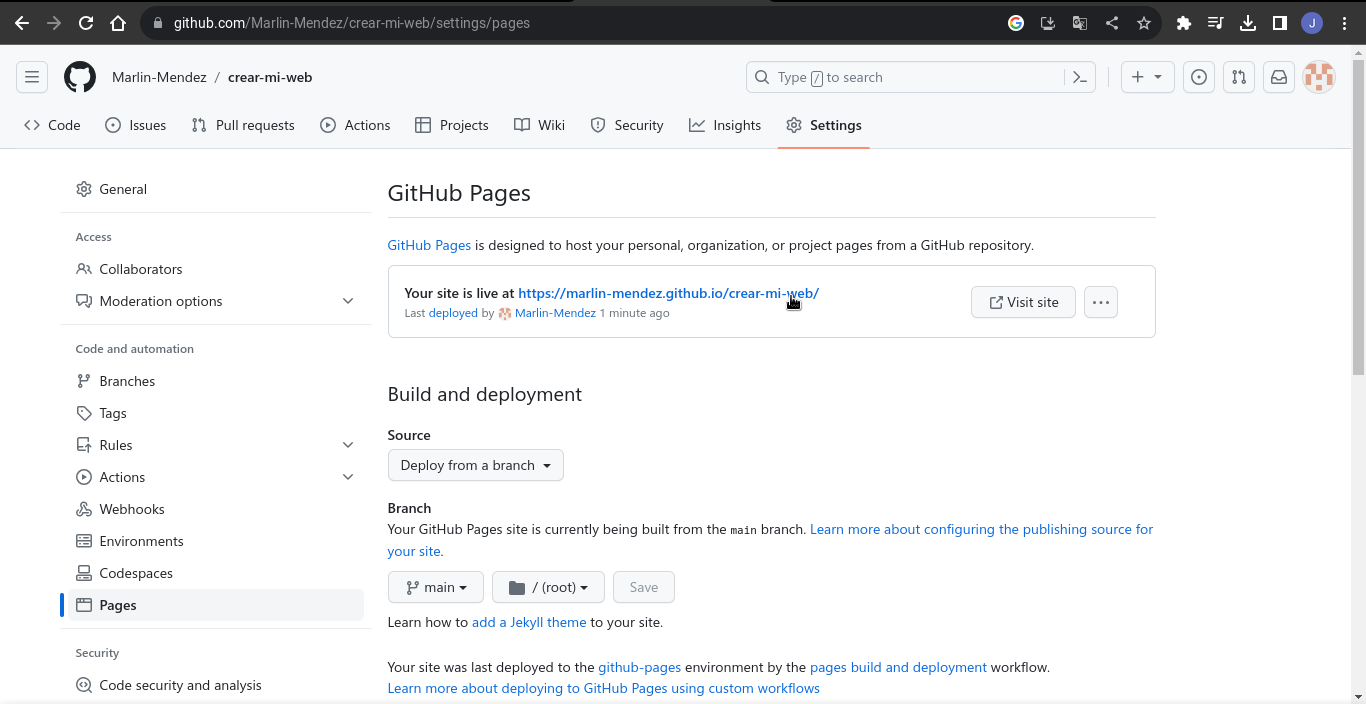 github.com/Marlin-Mendez/crear-mi-web/settings/pages
J
Marlin-Mendez / crear-mi-web
Type / to search
Code
Issues
Pull requests
Actions
Projects
Wiki
Security
Insights
Settings
General
Access
Collaborators
Moderation options
Code and automation
Branches
Tags
Rules
Actions
Webhooks
Environments
Codespaces
Pages
Security
Code security and analysis
GitHub Pages
GitHub Pages is designed to host your personal, organization, or project pages from a GitHub repository.
Your site is live at https://marlin-mendez.github.io/crear-mi-web/
Last deployed by Marlin-Mendez 1 minute ago
Visit site
Build and deployment
Source
Deploy from a branch
Branch
Your GitHub Pages site is currently being built from the main branch. Learn more about configuring the publishing source for
your site.
main
/ (root)
Save
Learn how to add a Jekyll theme to your site.
Your site was last deployed to the github-pages environment by the pages build and deployment workflow.
Learn more about deploying to GitHub Pages using custom workflows